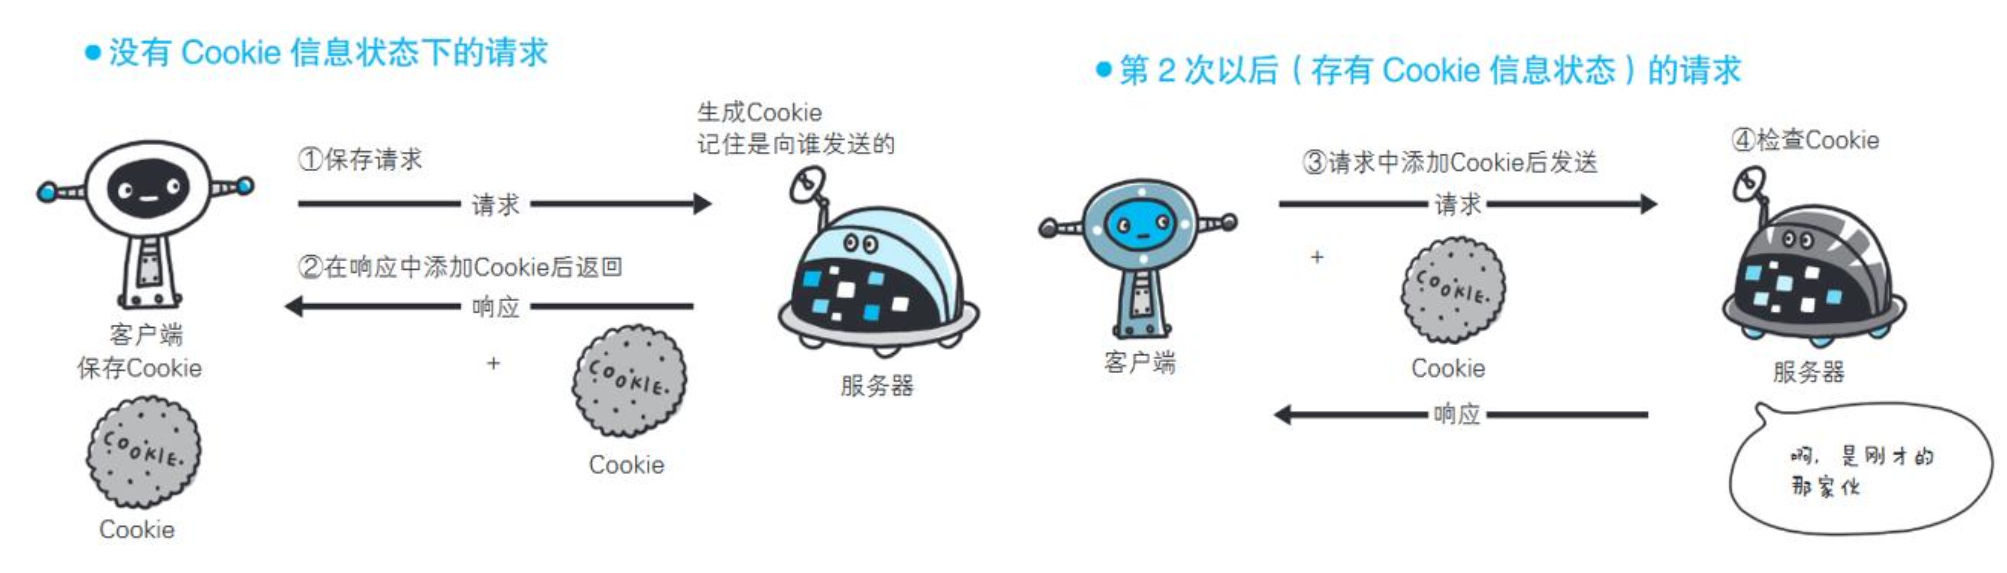 ●没有 Cookie 信息状态下的请求
生成Cookie
记住是向谁发送的
①保存请求
请求
②在响应中添加Cookie后返回
响应
+
COOKIE.
Cookie
客户端
保存Cookie
COOKIE.
Cookie
服务器
●第 2 次以后（存有 Cookie 信息状态）的请求
④检查Cookie
③请求中添加Cookie后发送
请求
+
COOKIE.
Cookie
客户端
响应
服务器
啊，是刚才的
那家伙